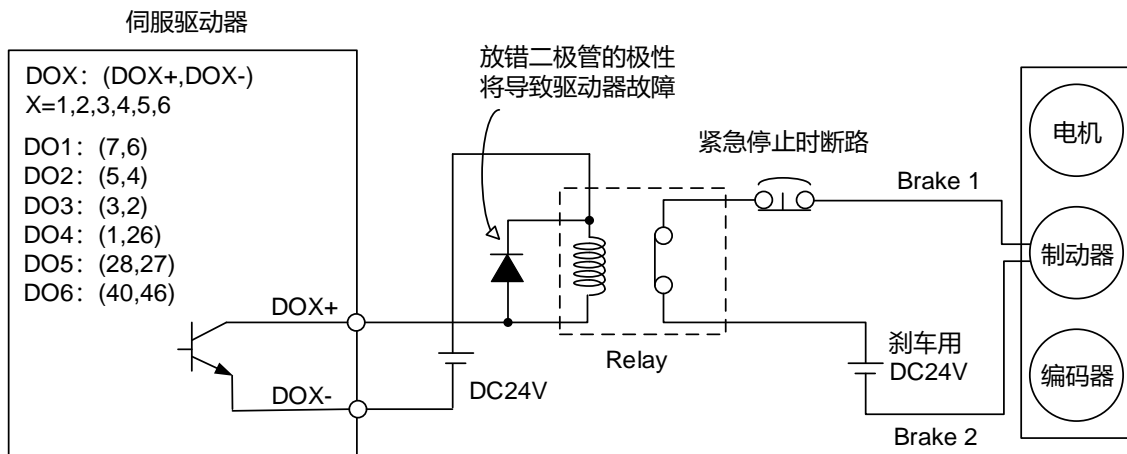 伺服驱动器
DOX：(DOX+,DOX-)
X=1,2,3,4,5,6
DO1：(7,6)
DO2：(5,4)
DO3：(3,2)
DO4：(1,26)
DO5：(28,27)
DO6：(40,46)
DOX+
DOX-
放错二极管的极性
将导致驱动器故障
DC24V
Relay
紧急停止时断路
Brake 1
刹车用
DC24V
Brake 2
电机
制动器
编码器